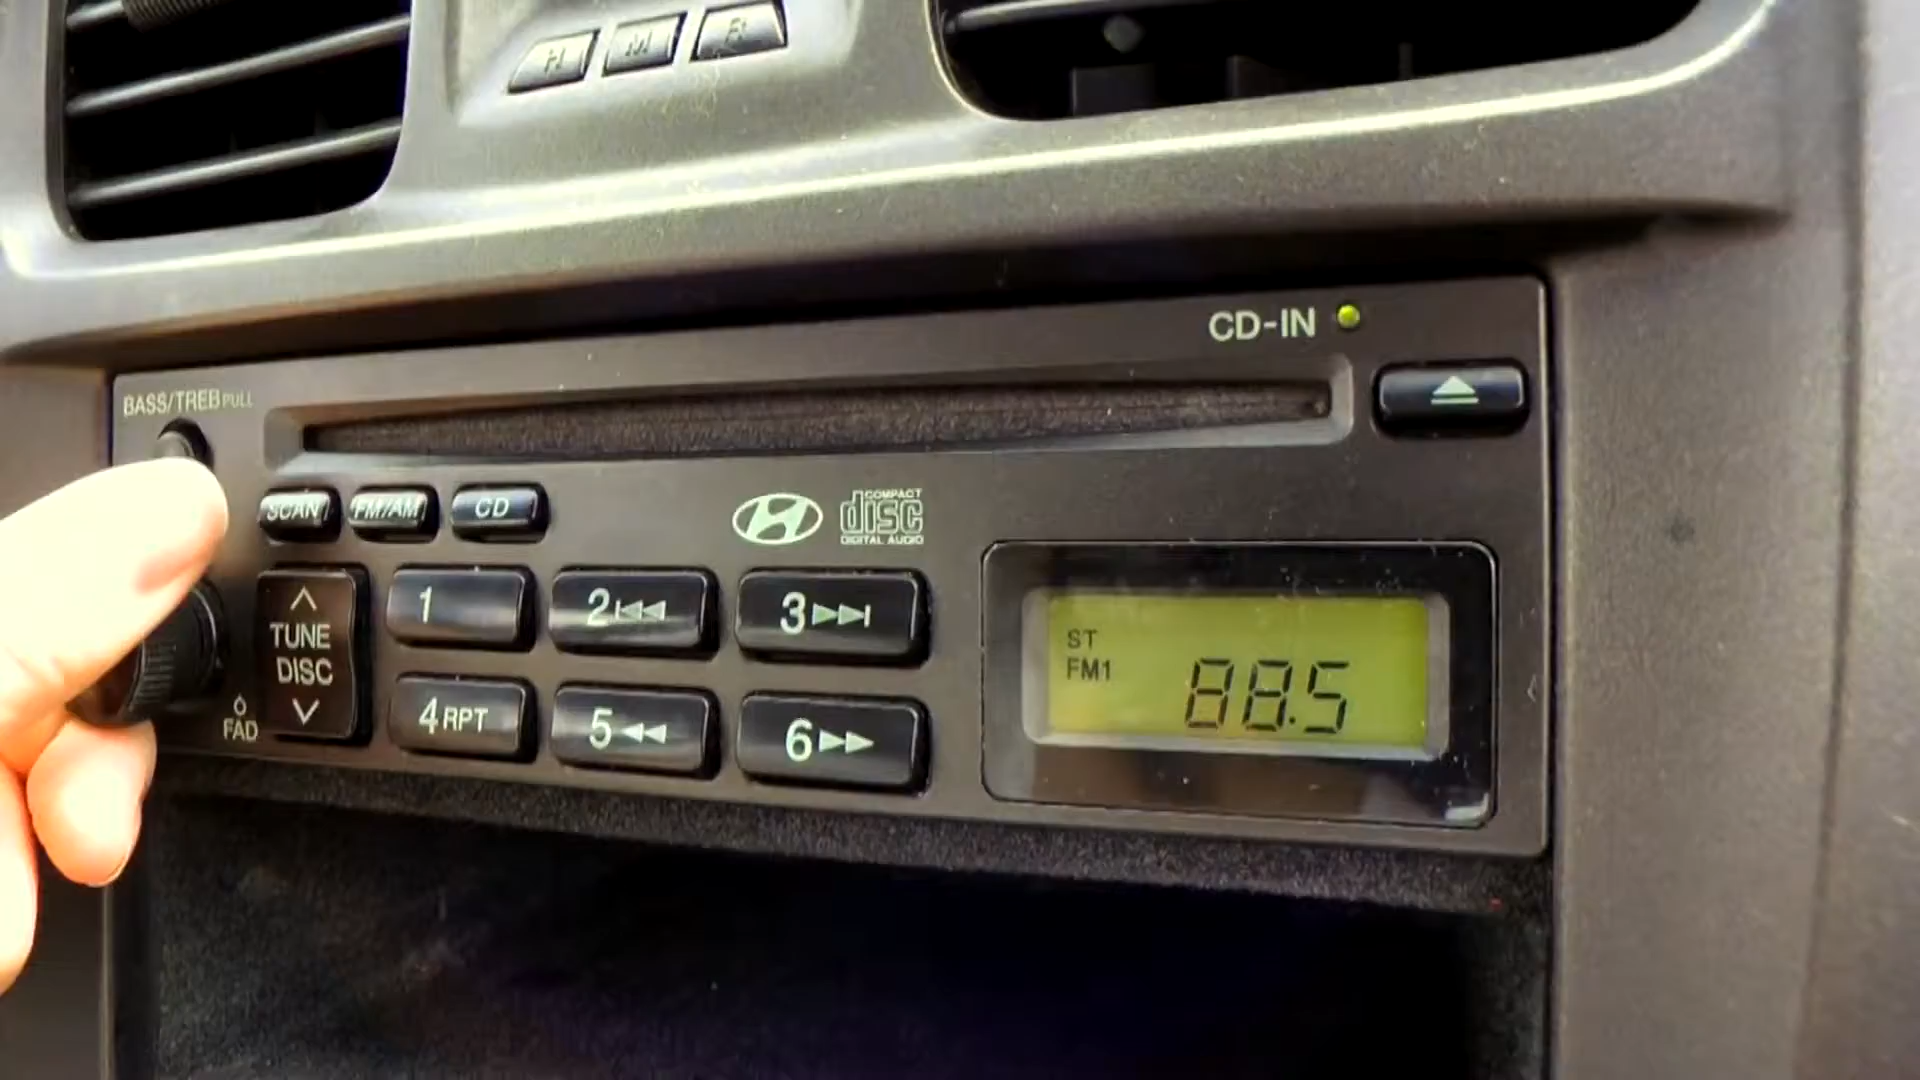 H M R
CD-IN
BASS/TREB PULL
SCAN FM/AM CD
COMPACT
disc
DIGITAL AUDIO
TUNE
DISC
1 2 3
4 RPT 5 6
FAD
ST
FM1
88.5